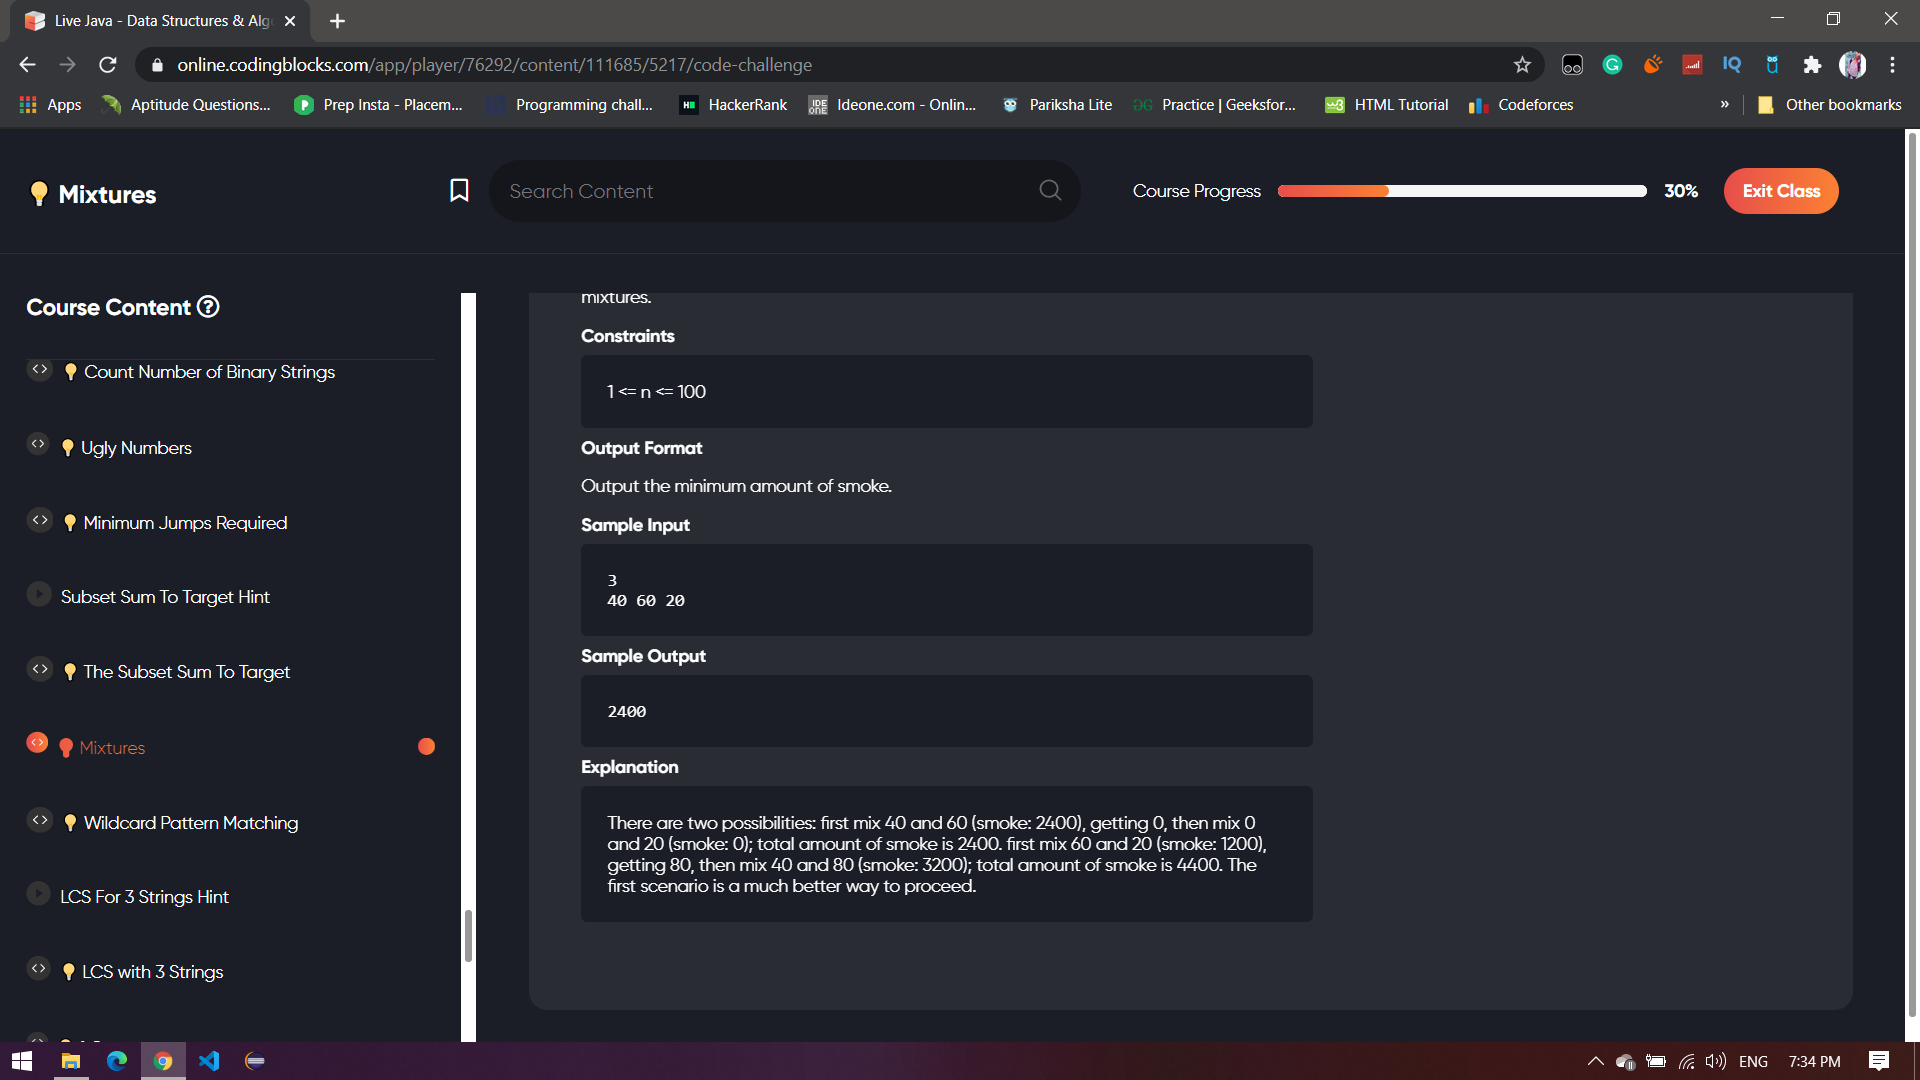 Live Java - Data Structures & Alg
online.codingblocks.com/app/player/76292/content/111685/5217/code-challenge
Apps Aptitude Questions... Prep Insta - Placem... Programming chall... HackerRank Ideone.com - Onlin... Pariksha Lite Practice | Geeksfor... HTML Tutorial Codeforces » Other bookmarks
Mixtures
Search Content
Course Progress 30% Exit Class
Course Content
Count Number of Binary Strings
Ugly Numbers
Minimum Jumps Required
Subset Sum To Target Hint
The Subset Sum To Target
Mixtures
Wildcard Pattern Matching
LCS For 3 Strings Hint
LCS with 3 Strings
mixtures.
Constraints
1 <= n <= 100
Output Format
Output the minimum amount of smoke.
Sample Input
3
40 60 20
Sample Output
2400
Explanation
There are two possibilities: first mix 40 and 60 (smoke: 2400), getting 0, then mix 0
and 20 (smoke: 0); total amount of smoke is 2400. first mix 60 and 20 (smoke: 1200),
getting 80, then mix 40 and 80 (smoke: 3200); total amount of smoke is 4400. The
first scenario is a much better way to proceed.
ENG 7:34 PM